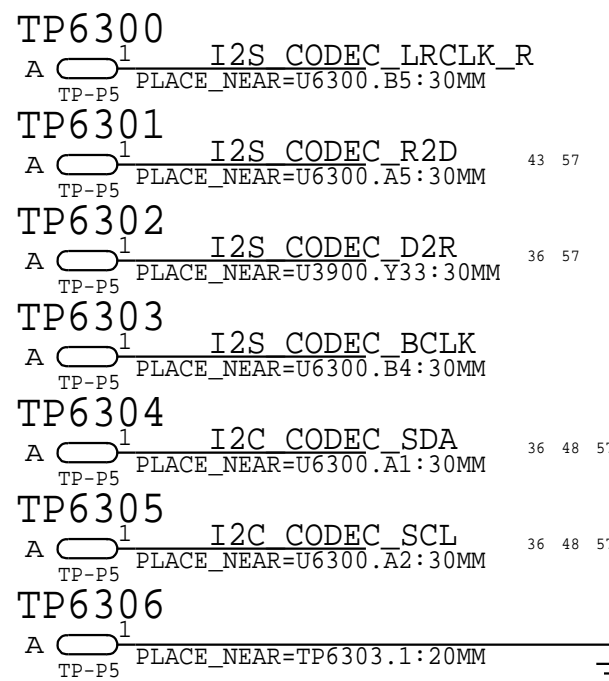 TP6300
1
I2S_CODEC_LRCLK_R
A
PLACE_NEAR=U6300.B5:30MM
TP-P5
TP6301
1
I2S_CODEC_R2D 43 57
A
PLACE_NEAR=U6300.A5:30MM
TP-P5
TP6302
1
I2S_CODEC_D2R 36 57
A
PLACE_NEAR=U3900.Y33:30MM
TP-P5
TP6303
1
I2S_CODEC_BCLK
A
PLACE_NEAR=U6300.B4:30MM
TP-P5
TP6304
1
I2C_CODEC_SDA 36 48 57
A
PLACE_NEAR=U6300.A1:30MM
TP-P5
TP6305
1
I2C_CODEC_SCL 36 48 57
A
PLACE_NEAR=U6300.A2:30MM
TP-P5
TP6306
1
A
PLACE_NEAR=TP6303.1:20MM
TP-P5